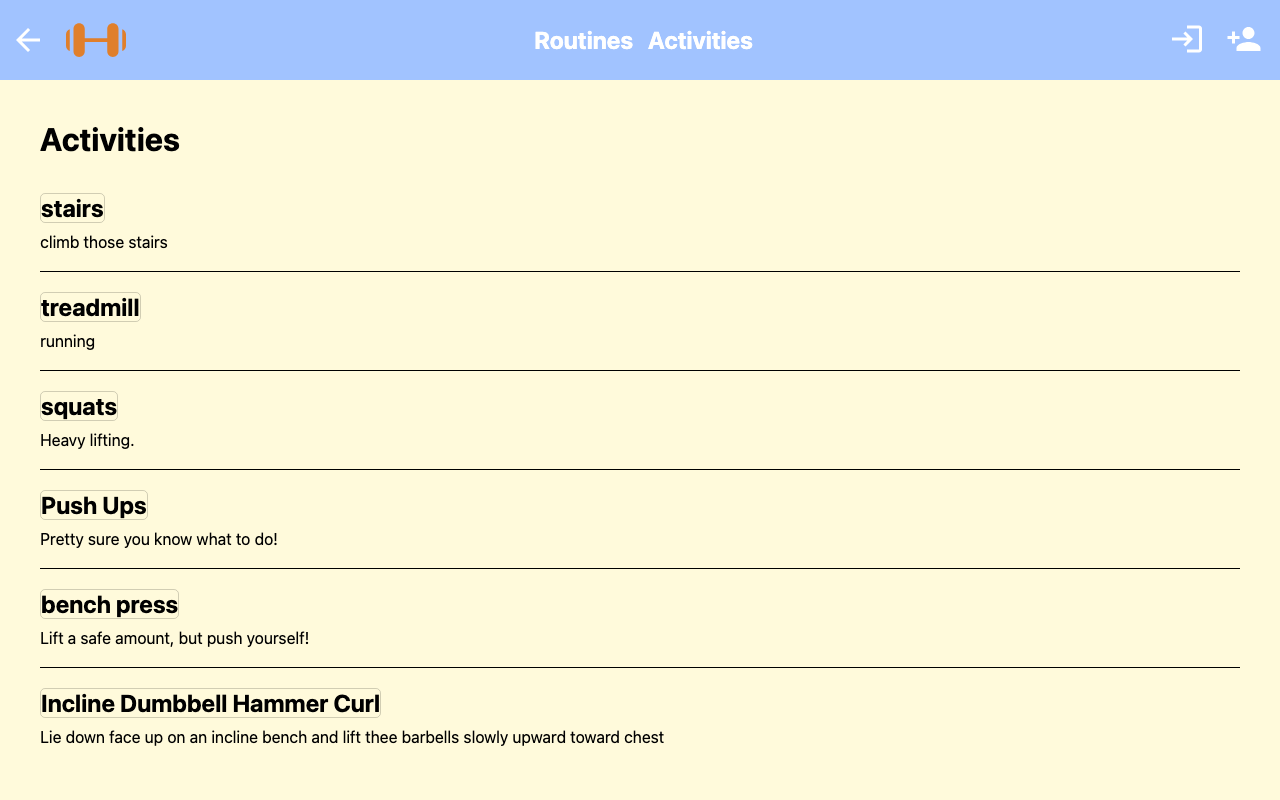 Routines Activities
Activities
stairs
climb those stairs
treadmill
running
squats
Heavy lifting.
Push Ups
Pretty sure you know what to do!
bench press
Lift a safe amount, but push yourself!
Incline Dumbbell Hammer Curl
Lie down face up on an incline bench and lift thee barbells slowly upward toward chest